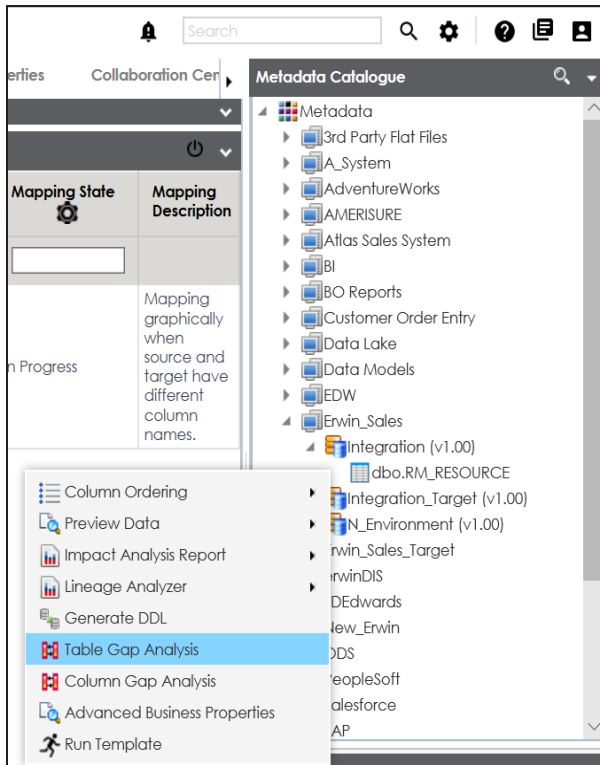 Search
erties
Collaboration Cen
Metadata Catalogue
Mapping State
Mapping
Description
Mapping
graphically
when
source and
target have
different
column
names.
n Progress
Metadata
3rd Party Flat Files
A_System
AdventureWorks
AMERISURE
Atlas Sales System
BI
BO Reports
Customer Order Entry
Data Lake
Data Models
EDW
Erwin_Sales
Integration (v1.00)
dbo.RM_RESOURCE
Integration_Target (v1.00)
N_Environment (v1.00)
rwin_Sales_Target
rwinDIS
DEdwards
New_Erwin
ODS
eopleSoft
alesforce
AP
Column Ordering
Preview Data
Impact Analysis Report
Lineage Analyzer
Generate DDL
Table Gap Analysis
Column Gap Analysis
Advanced Business Properties
Run Template